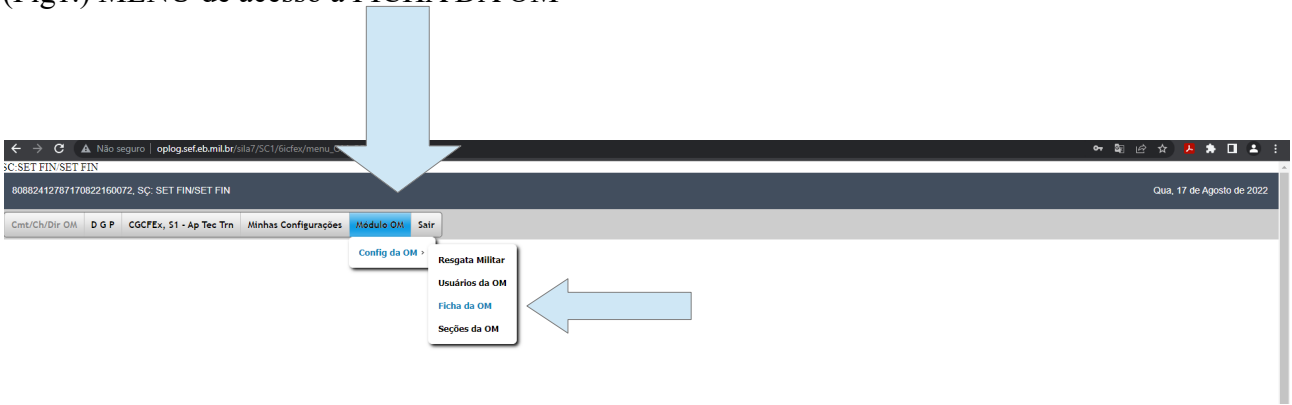 (Fig1.) MENU de acesso a FICHA DA OM
Não seguro | oplog.sef.eb.mil.br/sila7/SC1/6icfex/menu_
SC:SET FIN/SET FIN
80882412787170822160072, SÇ: SET FIN/SET FIN
Qua, 17 de Agosto de 2022
Cmt/Ch/Dir OM D G P CGCFEx, S1 - Ap Tec Trn Minhas Configurações Módulo OM Sair
Config da OM ›
Resgata Militar
Usuários da OM
Ficha da OM
Seções da OM